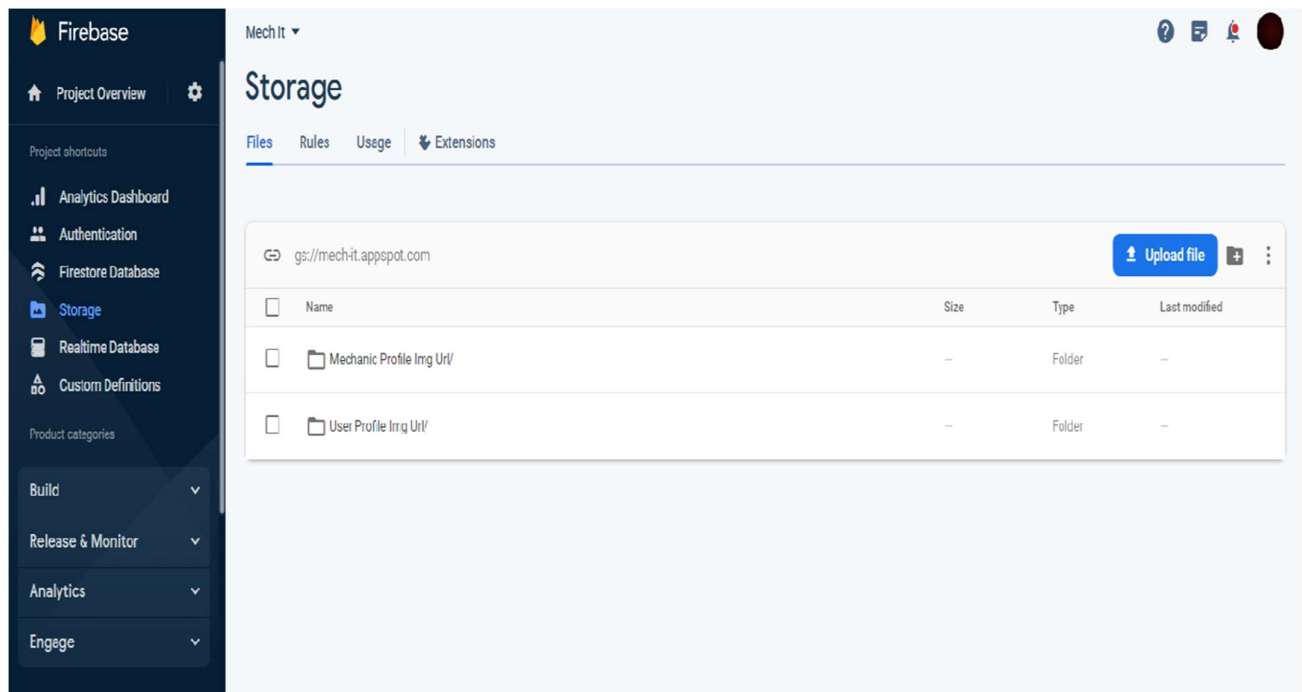 Firebase
Project Overview
Project shortcuts
Analytics Dashboard
Authentication
Firestore Database
Storage
Realtime Database
Custom Definitions
Product categories
Build
Release & Monitor
Analytics
Engage
Mech It
Storage
Files Rules Usage Extensions
gs://mech-it.appspot.com Upload file
Name Size Type Last modified
Mechanic Profile Img Url/ – Folder –
User Profile Img Url/ – Folder –